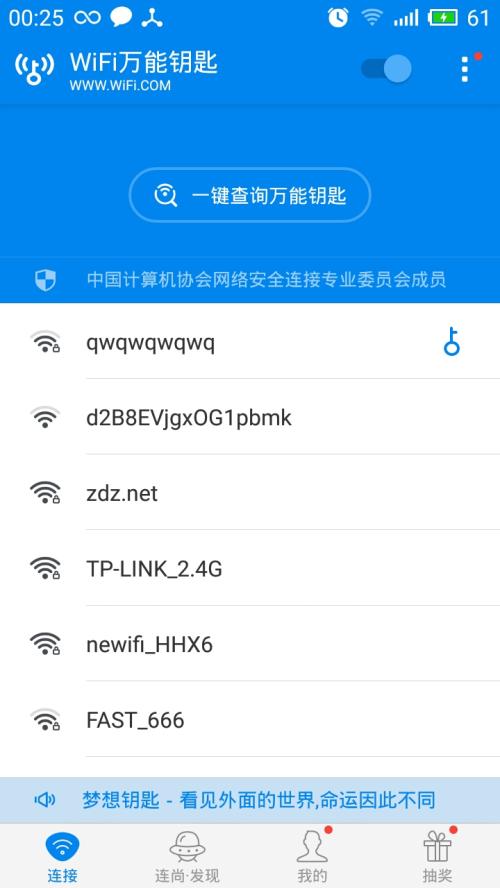 00:25
61
WiFi万能钥匙
WWW.WiFi.COM
一键查询万能钥匙
中国计算机协会网络安全连接专业委员会成员
qwqwqwqwq
d2B8EVjgxOG1pbmk
zdz.net
TP-LINK_2.4G
newifi_HHX6
FAST_666
梦想钥匙 - 看见外面的世界,命运因此不同
连接
连尚·发现
我的
抽奖